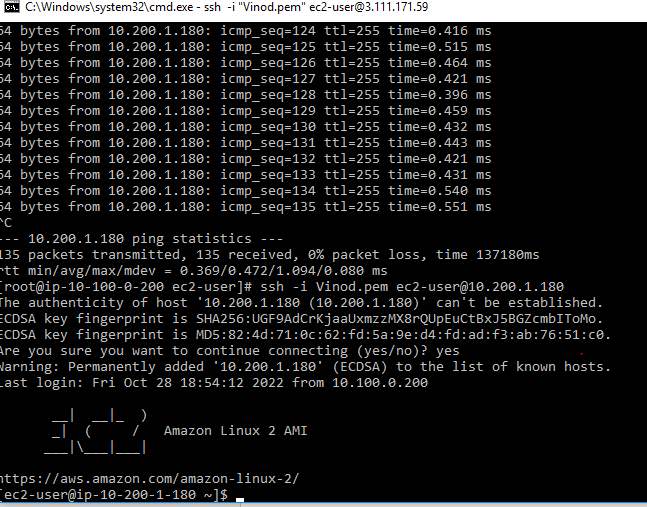 C:\Windows\system32\cmd.exe - ssh -i "Vinod.pem" ec2-user@3.111.171.59
64 bytes from 10.200.1.180: icmp_seq=124 ttl=255 time=0.416 ms
64 bytes from 10.200.1.180: icmp_seq=125 ttl=255 time=0.515 ms
64 bytes from 10.200.1.180: icmp_seq=126 ttl=255 time=0.464 ms
64 bytes from 10.200.1.180: icmp_seq=127 ttl=255 time=0.421 ms
64 bytes from 10.200.1.180: icmp_seq=128 ttl=255 time=0.396 ms
64 bytes from 10.200.1.180: icmp_seq=129 ttl=255 time=0.459 ms
64 bytes from 10.200.1.180: icmp_seq=130 ttl=255 time=0.432 ms
64 bytes from 10.200.1.180: icmp_seq=131 ttl=255 time=0.443 ms
64 bytes from 10.200.1.180: icmp_seq=132 ttl=255 time=0.421 ms
64 bytes from 10.200.1.180: icmp_seq=133 ttl=255 time=0.431 ms
64 bytes from 10.200.1.180: icmp_seq=134 ttl=255 time=0.540 ms
64 bytes from 10.200.1.180: icmp_seq=135 ttl=255 time=0.551 ms
^C
--- 10.200.1.180 ping statistics ---
135 packets transmitted, 135 received, 0% packet loss, time 137180ms
rtt min/avg/max/mdev = 0.369/0.472/1.094/0.080 ms
[root@ip-10-100-0-200 ec2-user]# ssh -i Vinod.pem ec2-user@10.200.1.180
The authenticity of host '10.200.1.180 (10.200.1.180)' can't be established.
ECDSA key fingerprint is SHA256:UGF9AdCrKjaaUxmzzMX8rQUpEuCtBxJ5BGZcmbIToMo.
ECDSA key fingerprint is MD5:82:4d:71:0c:62:fd:5a:9e:d4:fd:ad:f3:ab:76:51:c0.
Are you sure you want to continue connecting (yes/no)? yes
Warning: Permanently added '10.200.1.180' (ECDSA) to the list of known hosts.
Last login: Fri Oct 28 18:54:12 2022 from 10.100.0.200
__|  __|_  )
_|  (     /   Amazon Linux 2 AMI
___|\___|___|
https://aws.amazon.com/amazon-linux-2/
[ec2-user@ip-10-200-1-180 ~]$